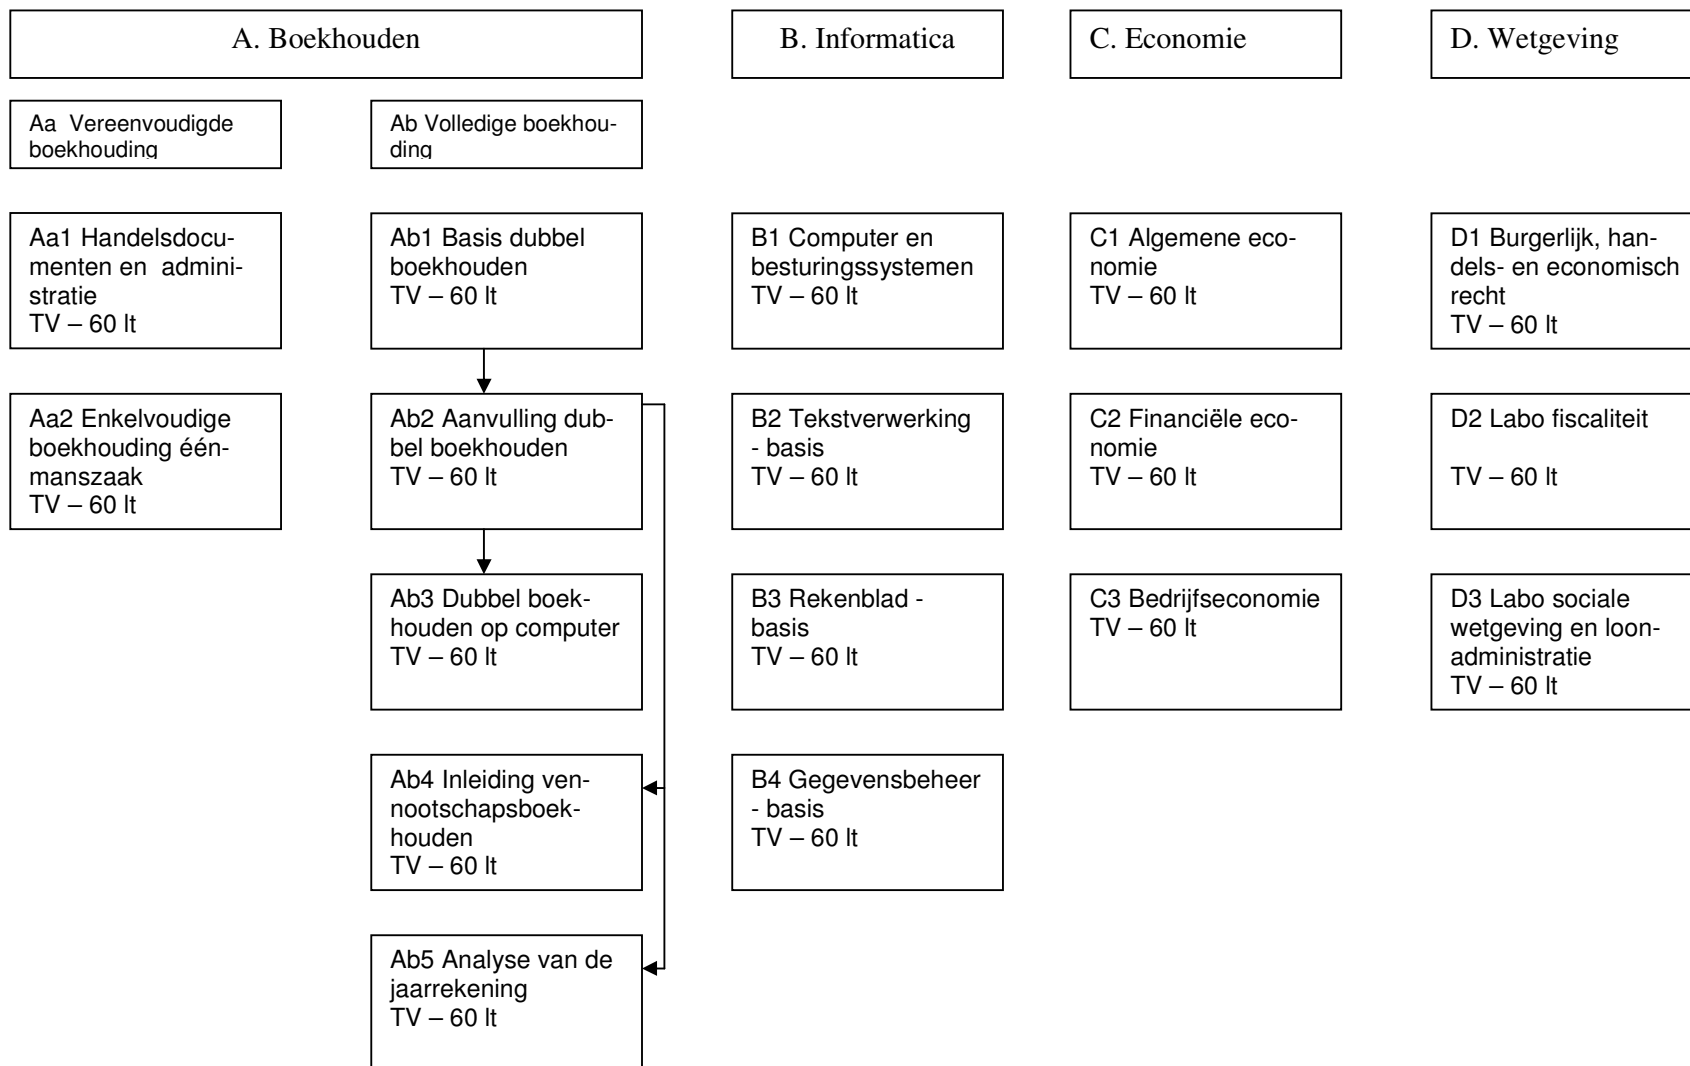 A. Boekhouden
B. Informatica
C. Economie
D. Wetgeving
Aa  Vereenvoudigde
boekhouding
Ab Volledige boekhou-
ding
Aa1 Handelsdocu-
menten en  admini-
stratie
TV – 60 lt
Ab1 Basis dubbel
boekhouden
TV – 60 lt
B1 Computer en
besturingssystemen
TV – 60 lt
C1 Algemene eco-
nomie
TV – 60 lt
D1 Burgerlijk, han-
dels- en economisch
recht
TV – 60 lt
Aa2 Enkelvoudige
boekhouding één-
manszaak
TV – 60 lt
Ab2 Aanvulling dub-
bel boekhouden
TV – 60 lt
B2 Tekstverwerking
- basis
TV – 60 lt
C2 Financiële eco-
nomie
TV – 60 lt
D2 Labo fiscaliteit
TV – 60 lt
Ab3 Dubbel boek-
houden op computer
TV – 60 lt
B3 Rekenblad -
basis
TV – 60 lt
C3 Bedrijfseconomie
TV – 60 lt
D3 Labo sociale
wetgeving en loon-
administratie
TV – 60 lt
Ab4 Inleiding ven-
nootschapsboek-
houden
TV – 60 lt
B4 Gegevensbeheer
- basis
TV – 60 lt
Ab5 Analyse van de
jaarrekening
TV – 60 lt